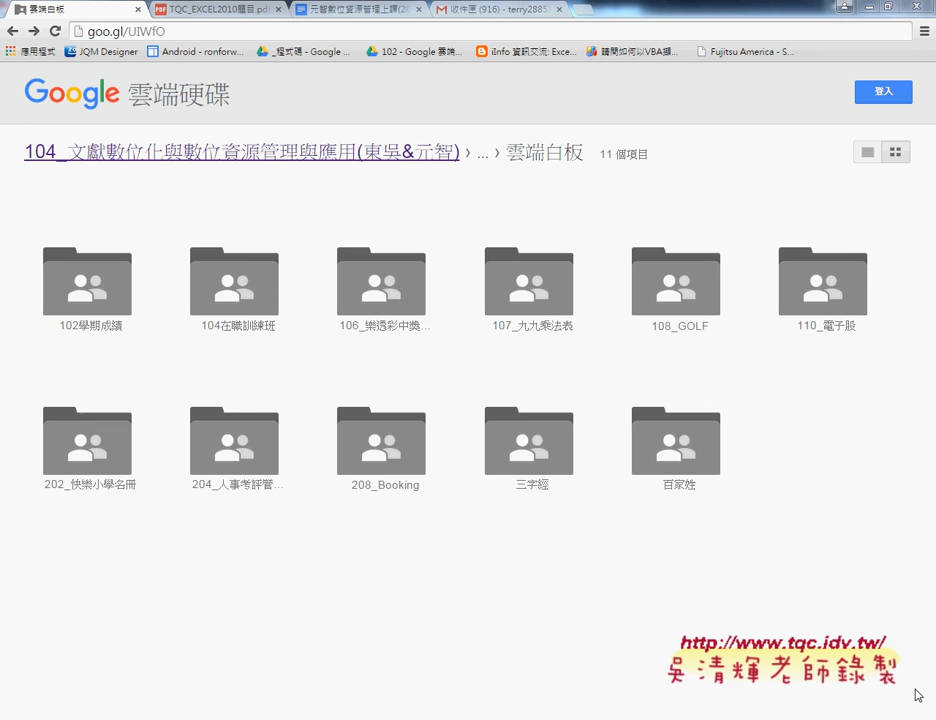 雲端白板
TQC_EXCEL2010題目.pdf
元智數位資源管理上課(20
收件匣 (916) - terry2885
goo.gl/UIWfO
應用程式
JQM Designer
Android - ronforw...
_程式碼 - Google ...
102 - Google 雲端...
iInfo 資訊交流: Exce...
請問如何以VBA擷...
Fujitsu America - S...
Google 雲端硬碟
登入
104_文獻數位化與數位資源管理與應用(東吳&元智) › ... › 雲端白板 11 個項目
102學期成績
104在職訓練班
106_樂透彩中獎...
107_九九乘法表
108_GOLF
110_電子股
202_快樂小學名冊
204_人事考評管...
208_Booking
三字經
百家姓
http://www.tqc.idv.tw/
吳清輝老師錄製